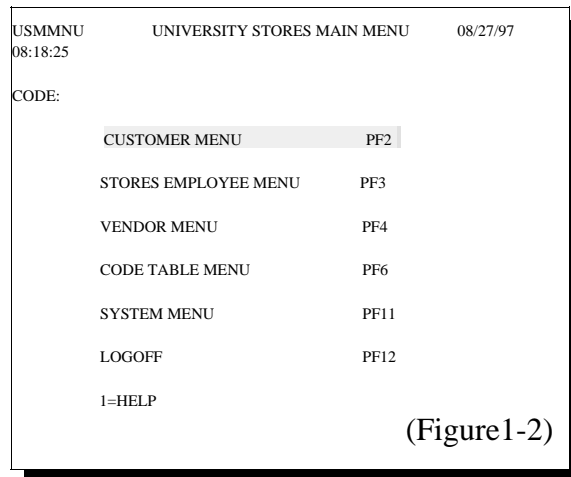 USMMNU UNIVERSITY STORES MAIN MENU 08/27/97
08:18:25
CODE:
CUSTOMER MENU PF2
STORES EMPLOYEE MENU PF3
VENDOR MENU PF4
CODE TABLE MENU PF6
SYSTEM MENU PF11
LOGOFF PF12
1=HELP
(Figure1-2)